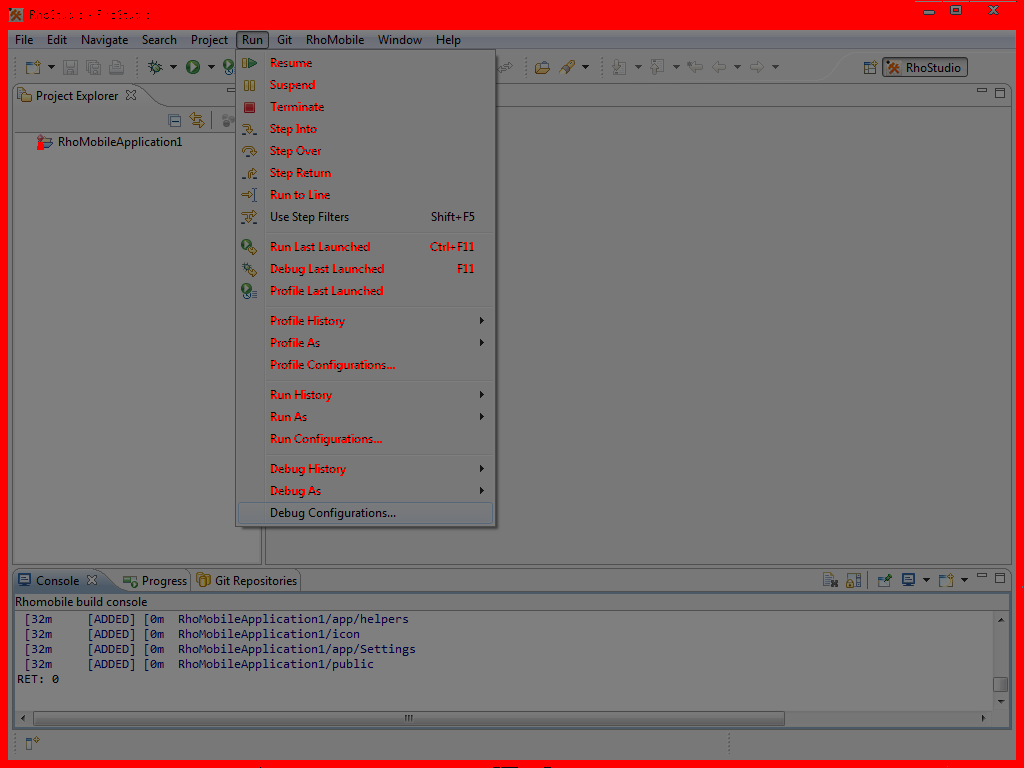 File Edit Navigate Search Project Run Git RhoMobile Window Help
RhoStudio
Project Explorer
RhoMobileApplication1
Resume
Suspend
Terminate
Step Into
Step Over
Step Return
Run to Line
Use Step Filters Shift+F5
Run Last Launched Ctrl+F11
Debug Last Launched F11
Profile Last Launched
Profile History
Profile As
Profile Configurations...
Run History
Run As
Run Configurations...
Debug History
Debug As
Debug Configurations...
Console Progress Git Repositories
Rhomobile build console
[32m [ADDED] [0m RhoMobileApplication1/app/helpers
[32m [ADDED] [0m RhoMobileApplication1/icon
[32m [ADDED] [0m RhoMobileApplication1/app/Settings
[32m [ADDED] [0m RhoMobileApplication1/public
RET: 0